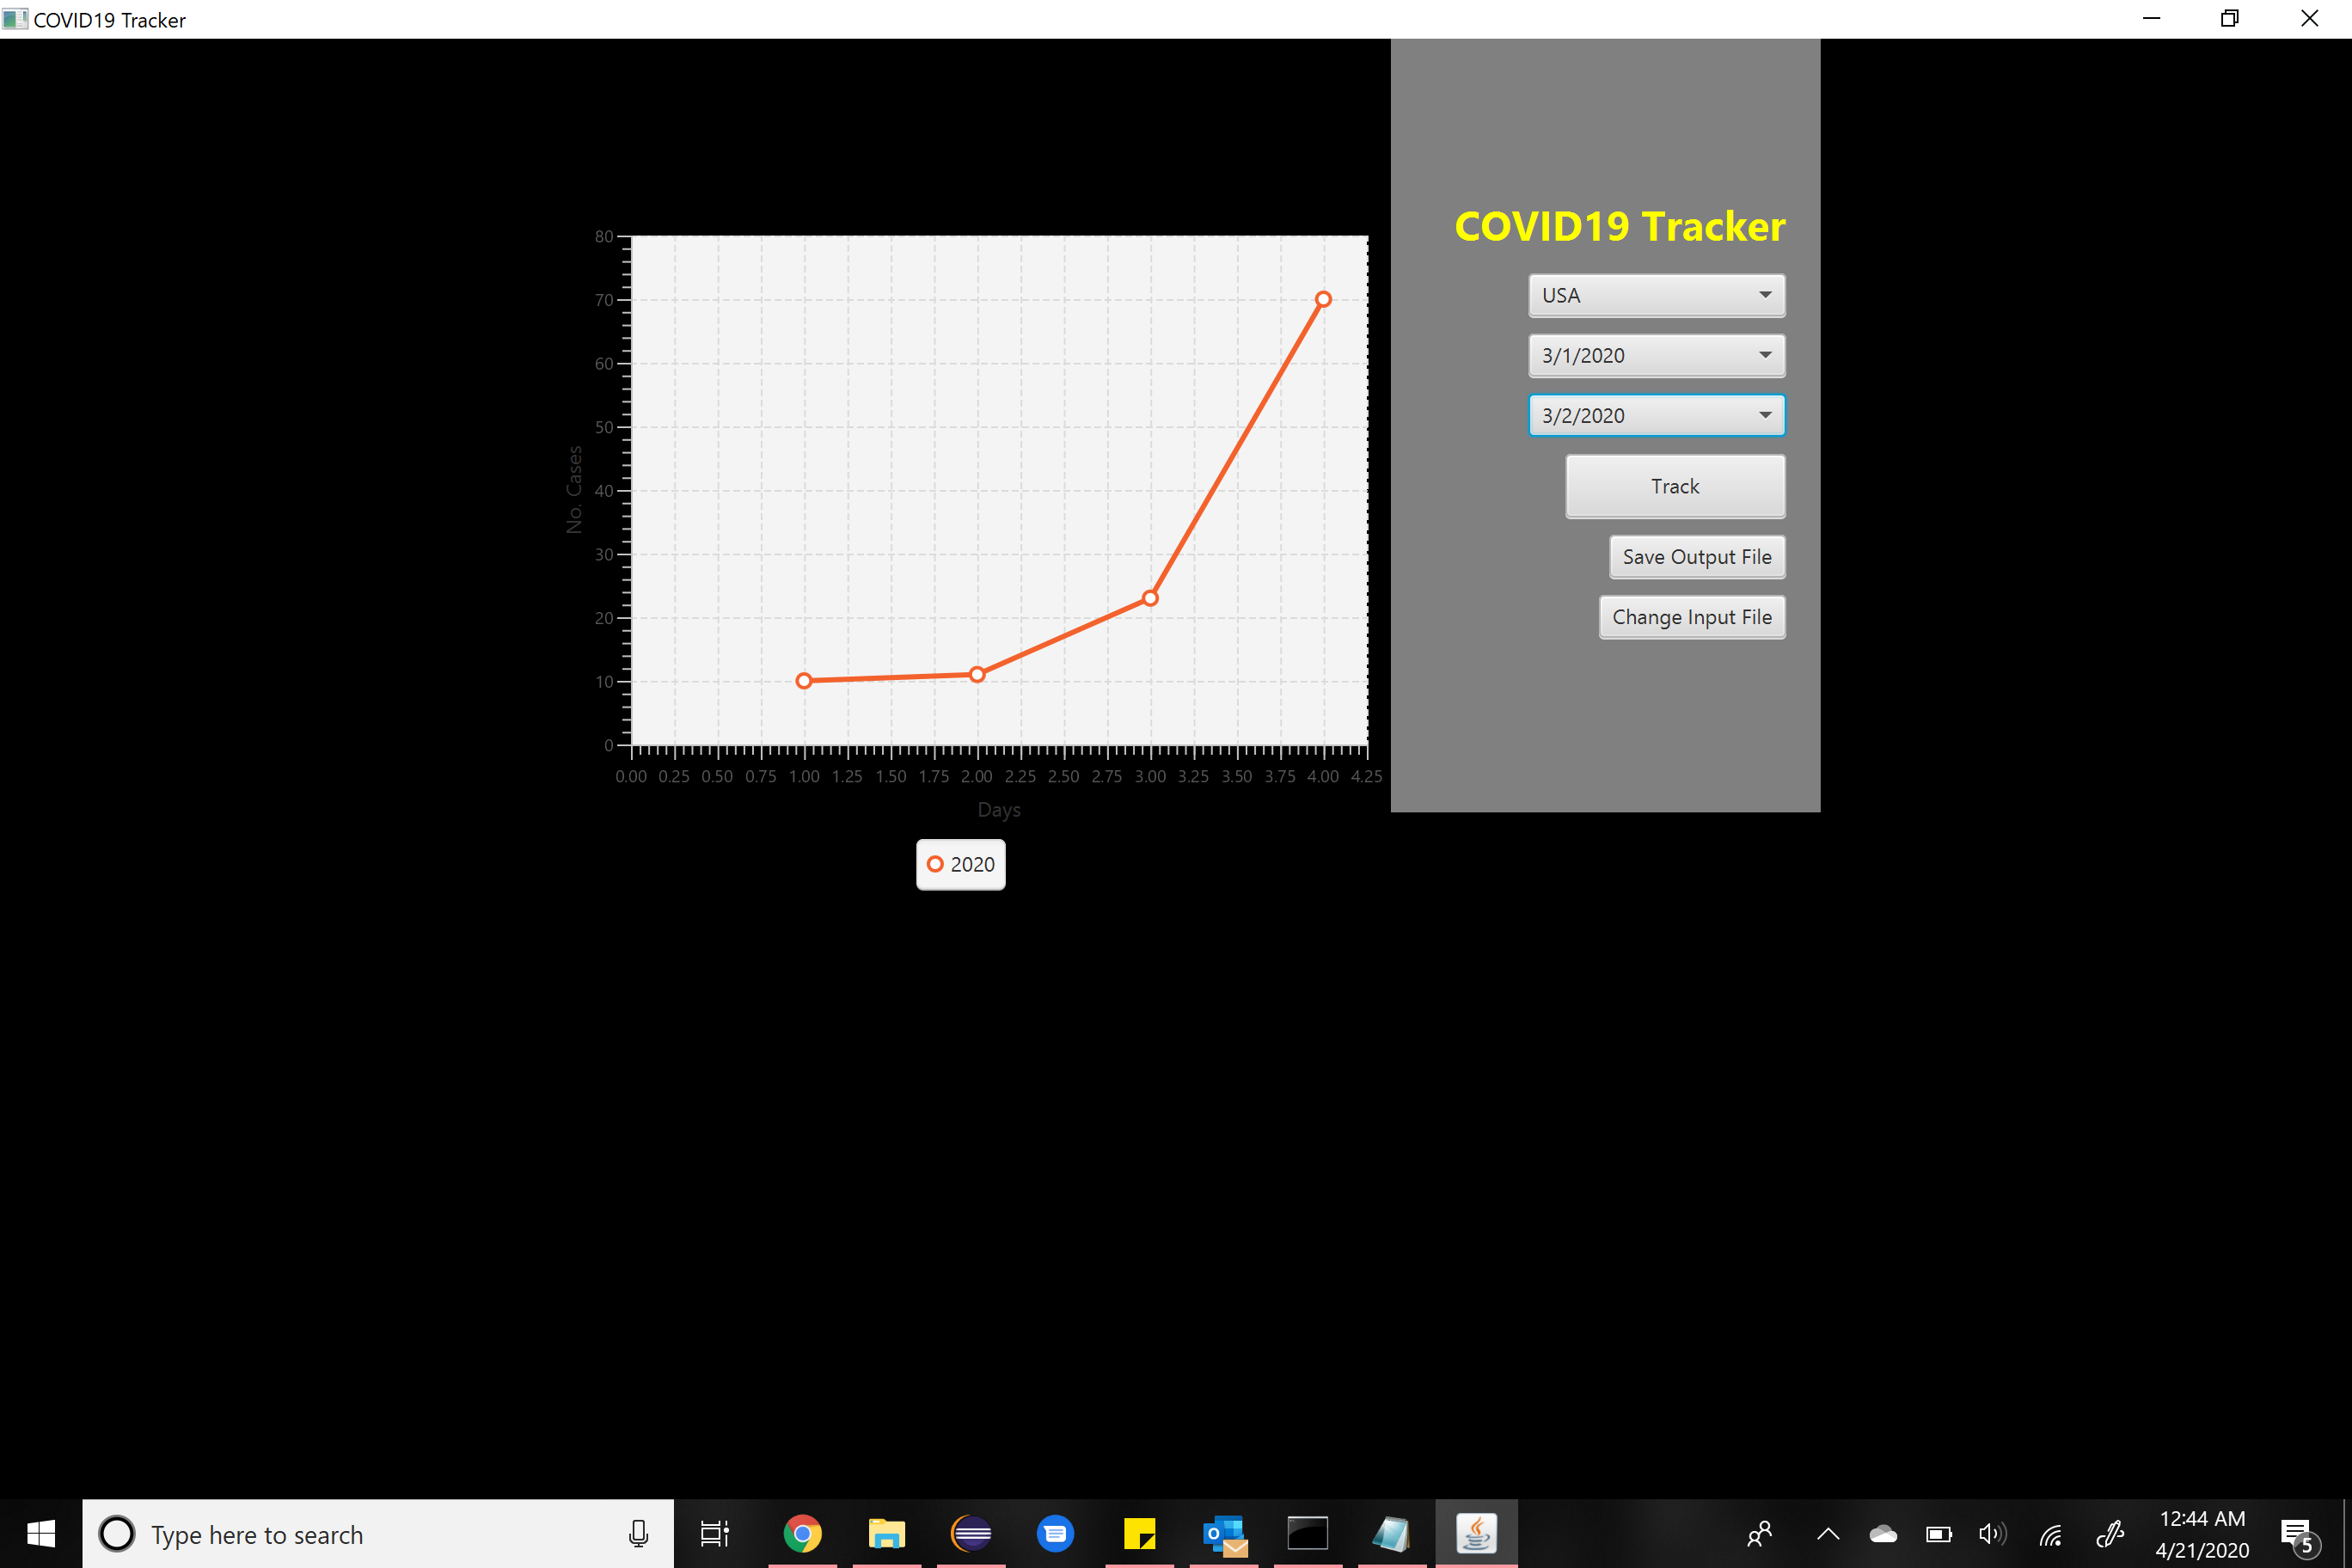 COVID19 Tracker
80
70
60
50
40
30
20
10
0
No. Cases
0.00 0.25 0.50 0.75 1.00 1.25 1.50 1.75 2.00 2.25 2.50 2.75 3.00 3.25 3.50 3.75 4.00 4.25
Days
2020
COVID19 Tracker
USA
3/1/2020
3/2/2020
Track
Save Output File
Change Input File
Type here to search
12:44 AM
4/21/2020
5